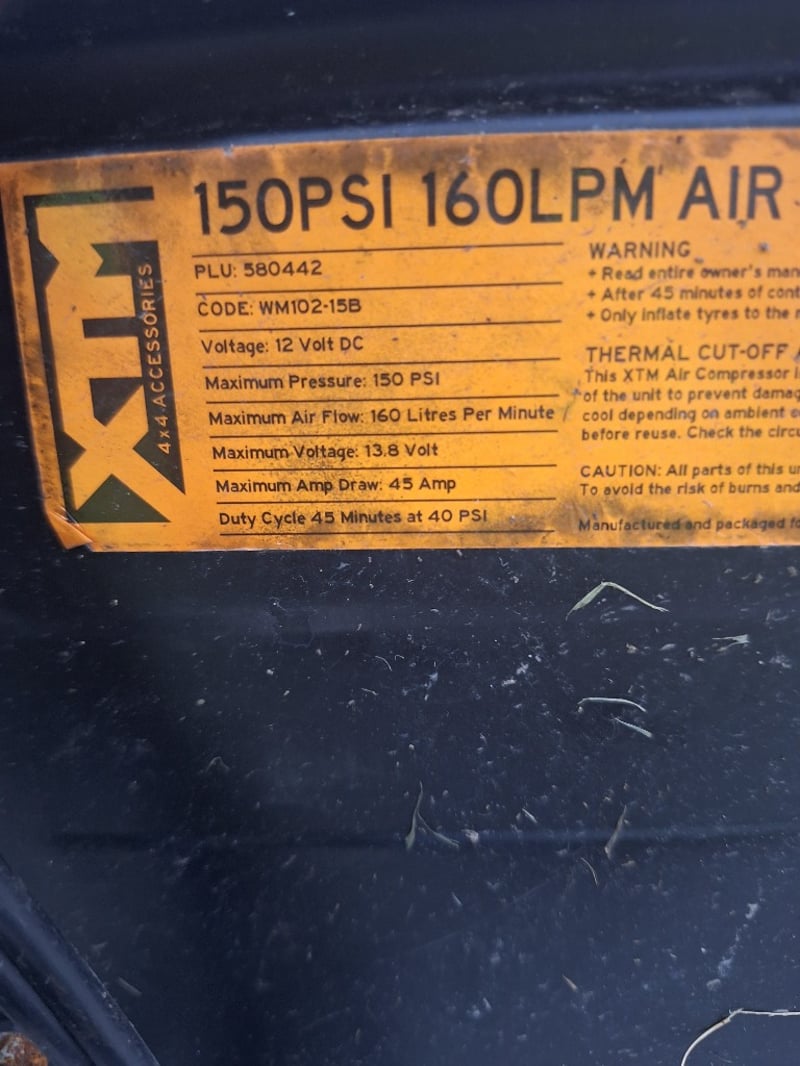 XTM
4x4 ACCESSORIES
150PSI 160LPM AIR
PLU: 580442
CODE: WM102-15B
Voltage: 12 Volt DC
Maximum Pressure: 150 PSI
Maximum Air Flow: 160 Litres Per Minute
Maximum Voltage: 13.8 Volt
Maximum Amp Draw: 45 Amp
Duty Cycle 45 Minutes at 40 PSI
WARNING
+ Read entire owner's
+ After 45 minutes of
+ Only inflate tyres to the
THERMAL CUT-OFF
This XTM Air Compressor
of the unit to prevent
cool depending on ambient
before reuse. Check the
CAUTION: All parts of this
To avoid the risk of burns and
Manufactured and packaged